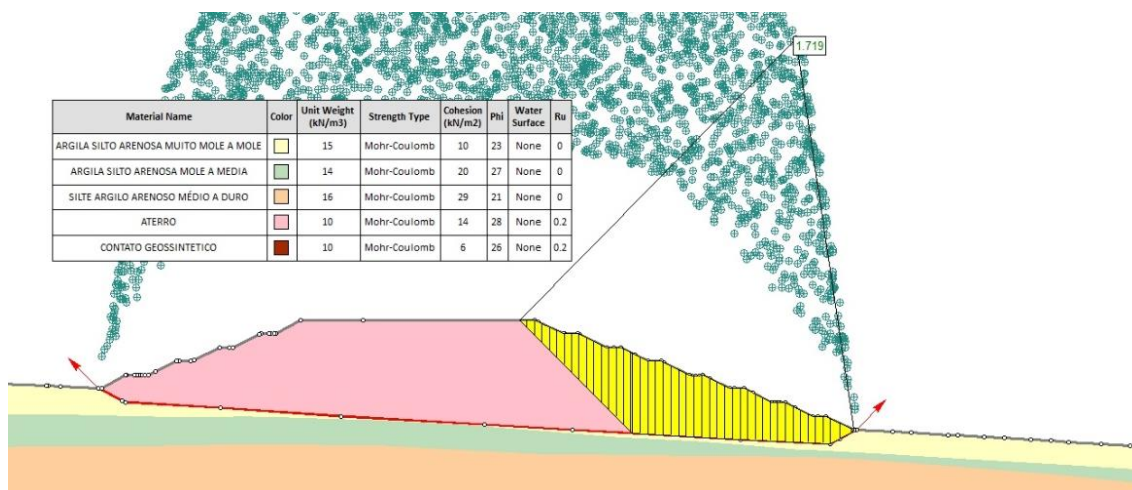 1.719
Material Name Color Unit Weight (kN/m3) Strength Type Cohesion (kN/m2) Phi Water Surface Ru
ARGILA SILTO ARENOSA MUITO MOLE A MOLE 15 Mohr-Coulomb 10 23 None 0
ARGILA SILTO ARENOSA MOLE A MEDIA 14 Mohr-Coulomb 20 27 None 0
SILTE ARGILO ARENOSO MÉDIO A DURO 16 Mohr-Coulomb 29 21 None 0
ATERRO 10 Mohr-Coulomb 14 28 None 0.2
CONTATO GEOSSINTETICO 10 Mohr-Coulomb 6 26 None 0.2